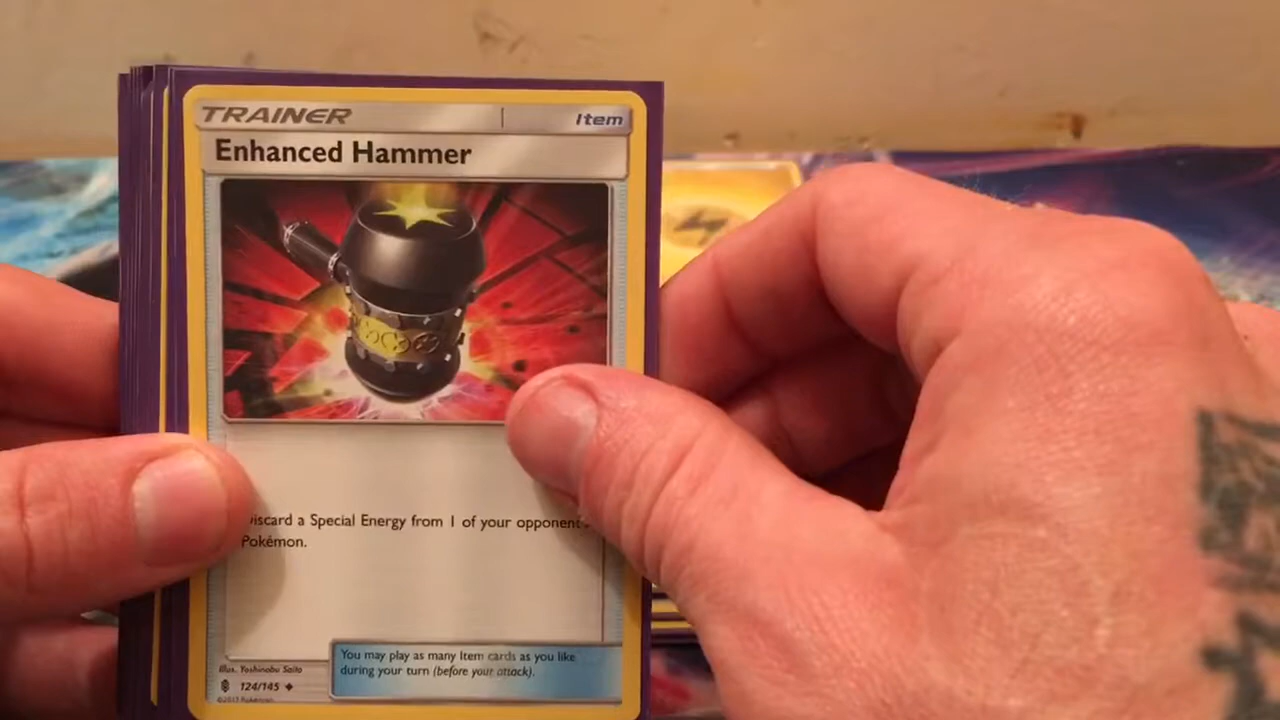 TRAINER
Item
Enhanced Hammer
iscard a Special Energy from 1 of your opponent
Pokémon.
You may play as many Item cards as you like
during your turn (before your attack).
Illus. Yoshinobu Saito
124/145
©2017 Pokémon